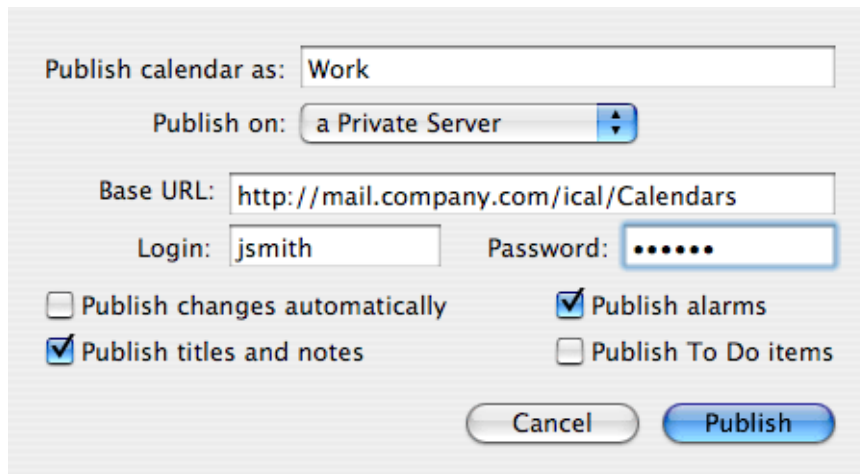 Publish calendar as: Work
Publish on: a Private Server
Base URL: http://mail.company.com/ical/Calendars
Login: jsmith Password: ••••••
Publish changes automatically Publish alarms
Publish titles and notes Publish To Do items
Cancel Publish